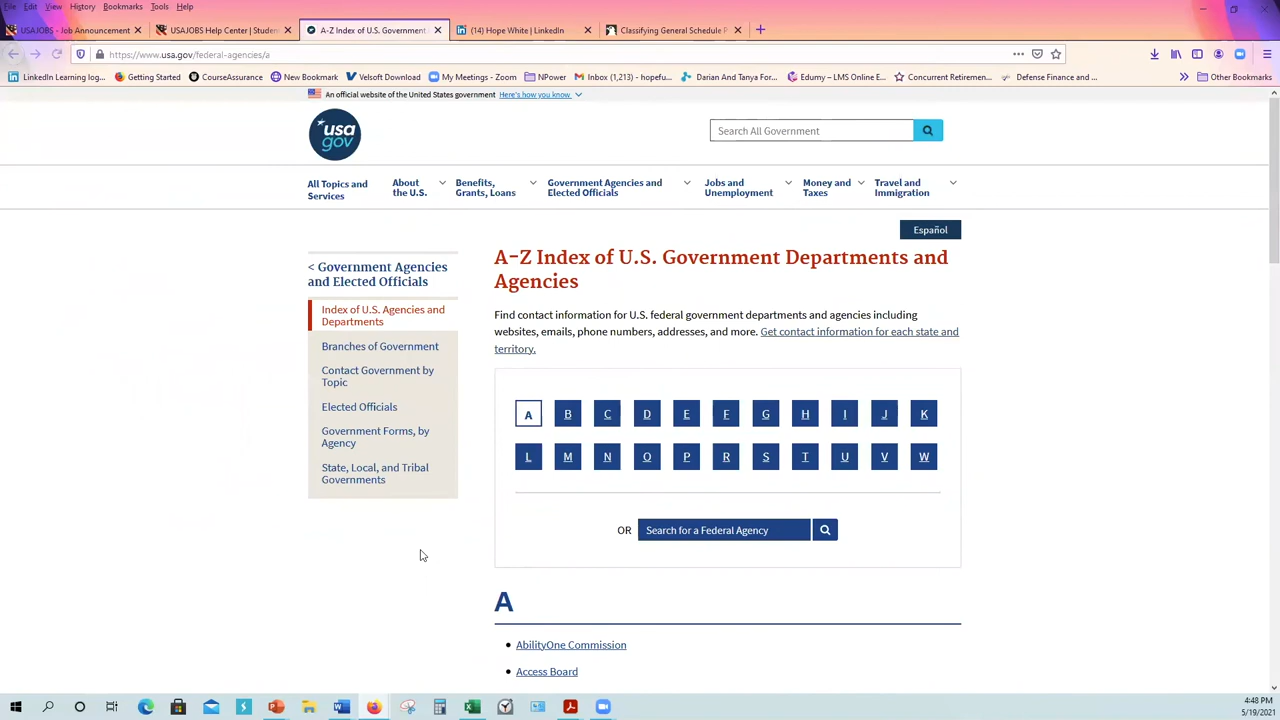 File Edit View History Bookmarks Tools Help
USAJOBS - Job Announcement
USAJOBS Help Center | Studen
A-Z Index of U.S. Government
(14) Hope White | LinkedIn
Classifying General Schedule P
https://www.usa.gov/federal-agencies/a
LinkedIn Learning log...
Getting Started
CourseAssurance
New Bookmark
Velsoft Download
My Meetings - Zoom
NPower
Inbox (1,213) - hopefu...
Darian And Tanya For...
Edumy – LMS Online E...
Concurrent Retiremen...
Defense Finance and ...
Other Bookmarks
An official website of the United States government Here's how you know
usa
gov
Search All Government
All Topics and
Services
About
the U.S.
Benefits,
Grants, Loans
Government Agencies and
Elected Officials
Jobs and
Unemployment
Money and
Taxes
Travel and
Immigration
Español
< Government Agencies
and Elected Officials
Index of U.S. Agencies and
Departments
Branches of Government
Contact Government by
Topic
Elected Officials
Government Forms, by
Agency
State, Local, and Tribal
Governments
A-Z Index of U.S. Government Departments and
Agencies
Find contact information for U.S. federal government departments and agencies including
websites, emails, phone numbers, addresses, and more. Get contact information for each state and
territory.
A B C D E F G H I J K
L M N O P R S T U V W
OR Search for a Federal Agency
A
AbilityOne Commission
Access Board
4:48 PM
5/19/2021